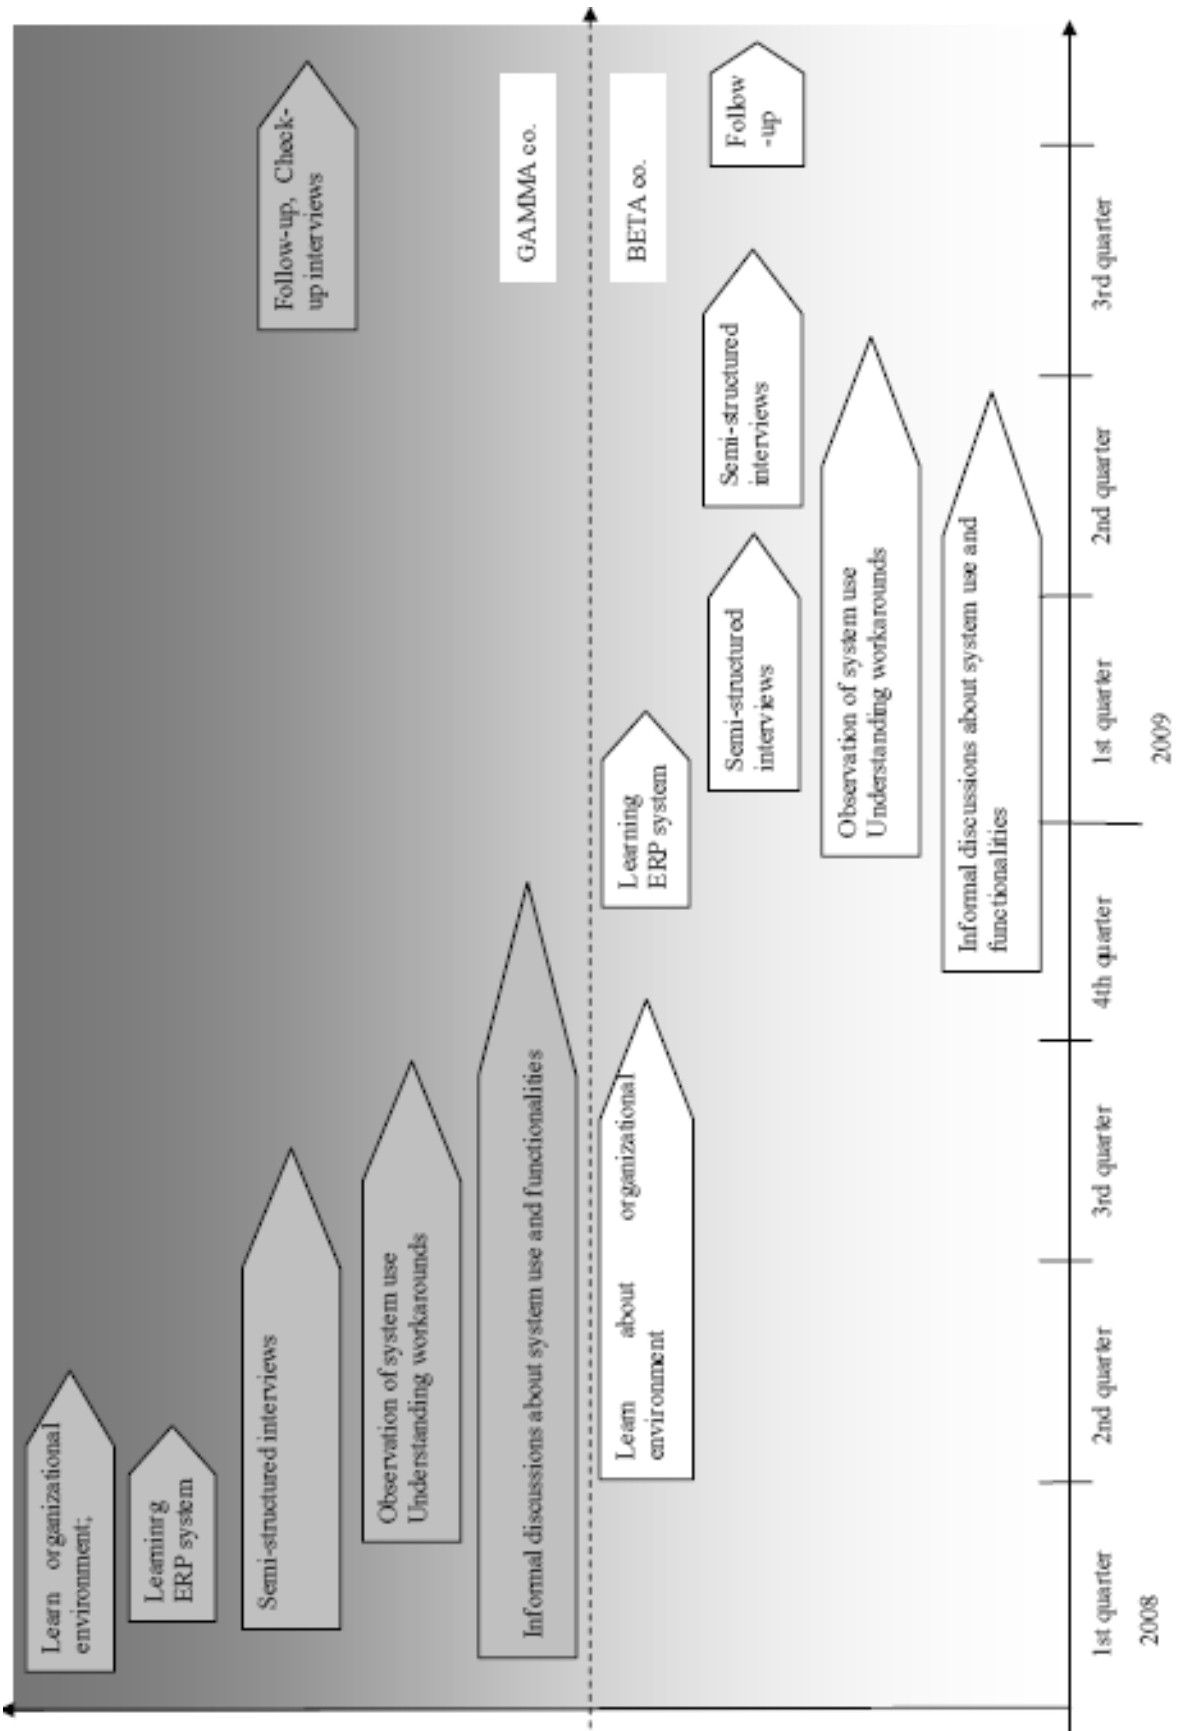 Learn organizational
environment;
Learninrg
ERP system
Semi-structured interviews
Observation of system use
Understanding workarounds
Informal discussions about system use and functionalities
Follow-up, Check-
up interviews
GAMMA co.
BETA co.
Learn about organizational
environment
Learning
ERP system
Semi-structured
interviews
Semi-structured
interviews
Follow
-up
Observation of system use
Understanding workarounds
Informal discussions about system use and
functionalities
1st quarter
2nd quarter
3rd quarter
4th quarter
1st quarter
2nd quarter
3rd quarter
2008
2009